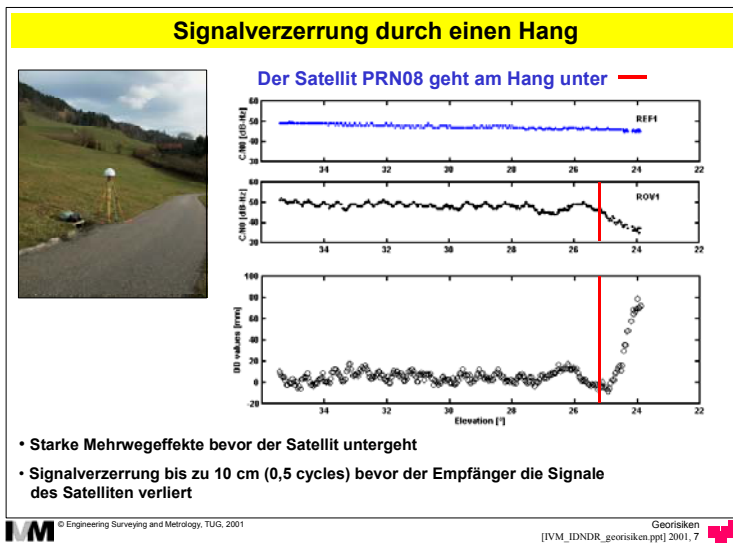 Signalverzerrung durch einen Hang
Der Satellit PRN08 geht am Hang unter
60
50
40
30
C/N0 [dB-Hz]
REF1
34 32 30 28 26 24 22
60
50
40
30
C/N0 [dB-Hz]
ROV1
34 32 30 28 26 24 22
100
80
60
40
20
0
-20
DD values [mm]
34 32 30 28 26 24 22
Elevation [°]
• Starke Mehrwegeffekte bevor der Satellit untergeht
• Signalverzerrung bis zu 10 cm (0,5 cycles) bevor der Empfänger die Signale
des Satelliten verliert
IVM © Engineering Surveying and Metrology, TUG, 2001
Georisiken
[IVM_IDNDR_georisiken.ppt] 2001, 7